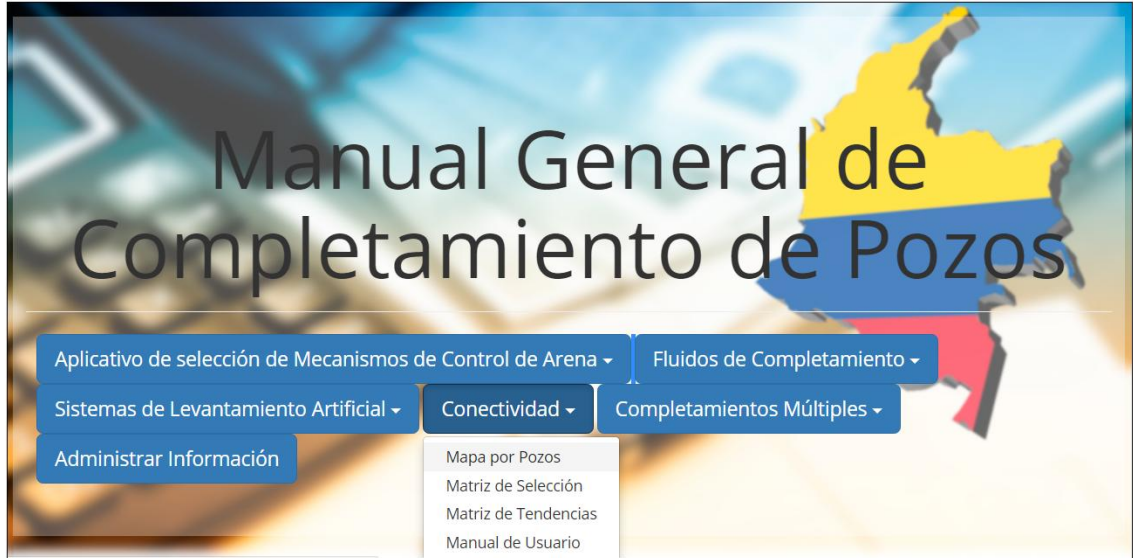 Manual General de
Completamiento de Pozos
Aplicativo de selección de Mecanismos de Control de Arena
Fluidos de Completamiento
Sistemas de Levantamiento Artificial
Conectividad
Completamientos Múltiples
Administrar Información
Mapa por Pozos
Matriz de Selección
Matriz de Tendencias
Manual de Usuario